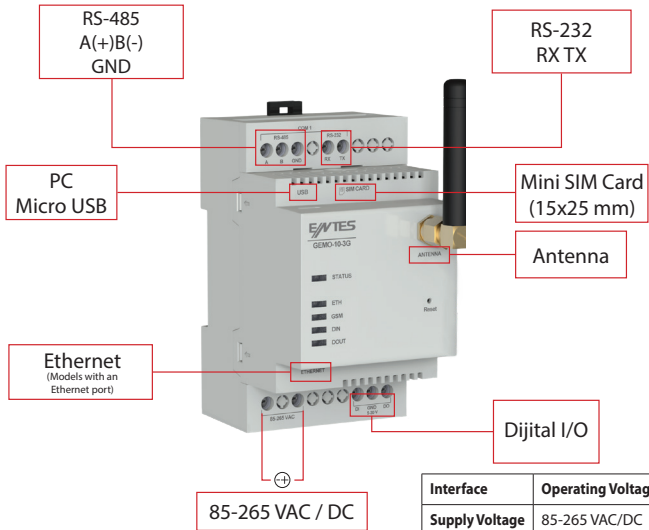 RS-485
A(+)B(-)
GND
RS-232
RX TX
COM 1
RS-485
RS-232
A B GND RX TX
PC
Micro USB
USB
SIM CARD
Mini SIM Card
(15x25 mm)
ENTES
GEMO-10-3G
ANTENNA
Antenna
STATUS
ETH
GSM
DIN
DOUT
Reset
Ethernet
(Models with an
Ethernet port)
ETHERNET
85-265 VAC
DI GND DO
Dijital I/O
85-265 VAC / DC
Interface Operating Voltag
Supply Voltage 85-265 VAC/DC